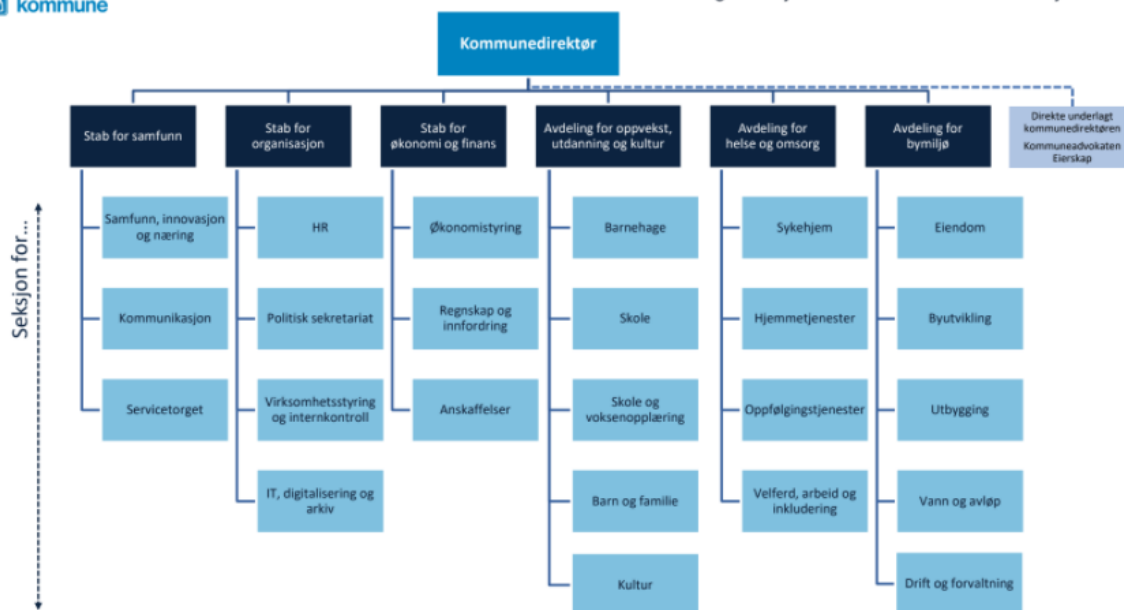 kommune
Kommunedirektør
Stab for samfunn
Stab for
organisasjon
Stab for
økonomi og finans
Avdeling for oppvekst,
utdanning og kultur
Avdeling for
helse og omsorg
Avdeling for
bymiljø
Direkte underlagt
kommunedirektøren
Kommuneadvokaten
Eierskap
Seksjon for...
Samfunn, innovasjon
og næring
Kommunikasjon
Servicetorget
HR
Politisk sekretariat
Virksomhetsstyring
og internkontroll
IT, digitalisering og
arkiv
Økonomistyring
Regnskap og
innfordring
Anskaffelser
Barnehage
Skole
Skole og
voksenopplæring
Barn og familie
Kultur
Sykehjem
Hjemmetjenester
Oppfølgingstjenester
Velferd, arbeid og
inkludering
Eiendom
Byutvikling
Utbygging
Vann og avløp
Drift og forvaltning